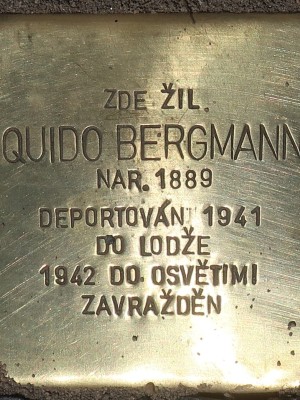 ZDE ŽIL
QUIDO BERGMANN
NAR. 1889
DEPORTOVÁN 1941
DO LODŽE
1942 DO OSVĚTIMI
ZAVRAŽDĚN